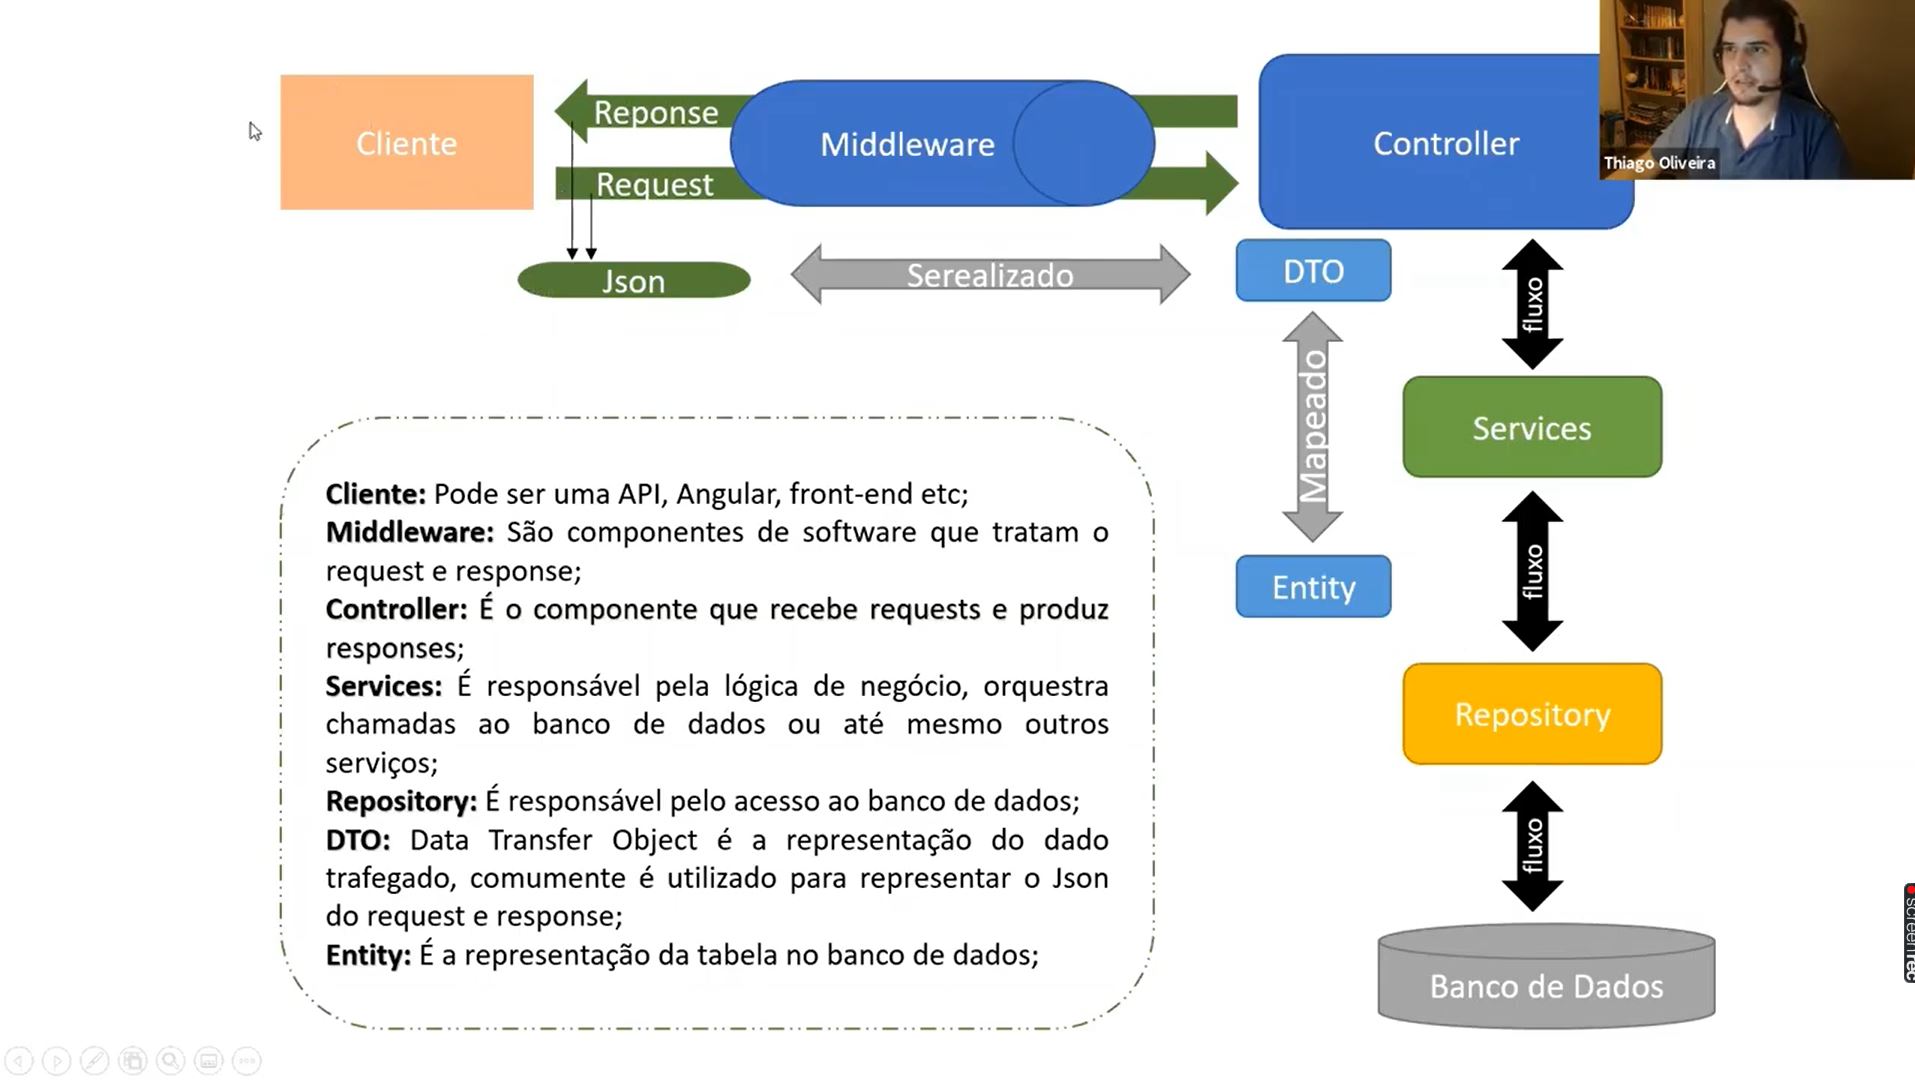 Cliente
Reponse
Request
Middleware
Controller
Thiago Oliveira
Json
Serealizado
DTO
fluxo
Mapeado
Services
Entity
fluxo
Repository
fluxo
Banco de Dados
Cliente: Pode ser uma API, Angular, front-end etc;
Middleware: São componentes de software que tratam o
request e response;
Controller: É o componente que recebe requests e produz
responses;
Services: É responsável pela lógica de negócio, orquestra
chamadas ao banco de dados ou até mesmo outros
serviços;
Repository: É responsável pelo acesso ao banco de dados;
DTO: Data Transfer Object é a representação do dado
trafegado, comumente é utilizado para representar o Json
do request e response;
Entity: É a representação da tabela no banco de dados;
screenrec